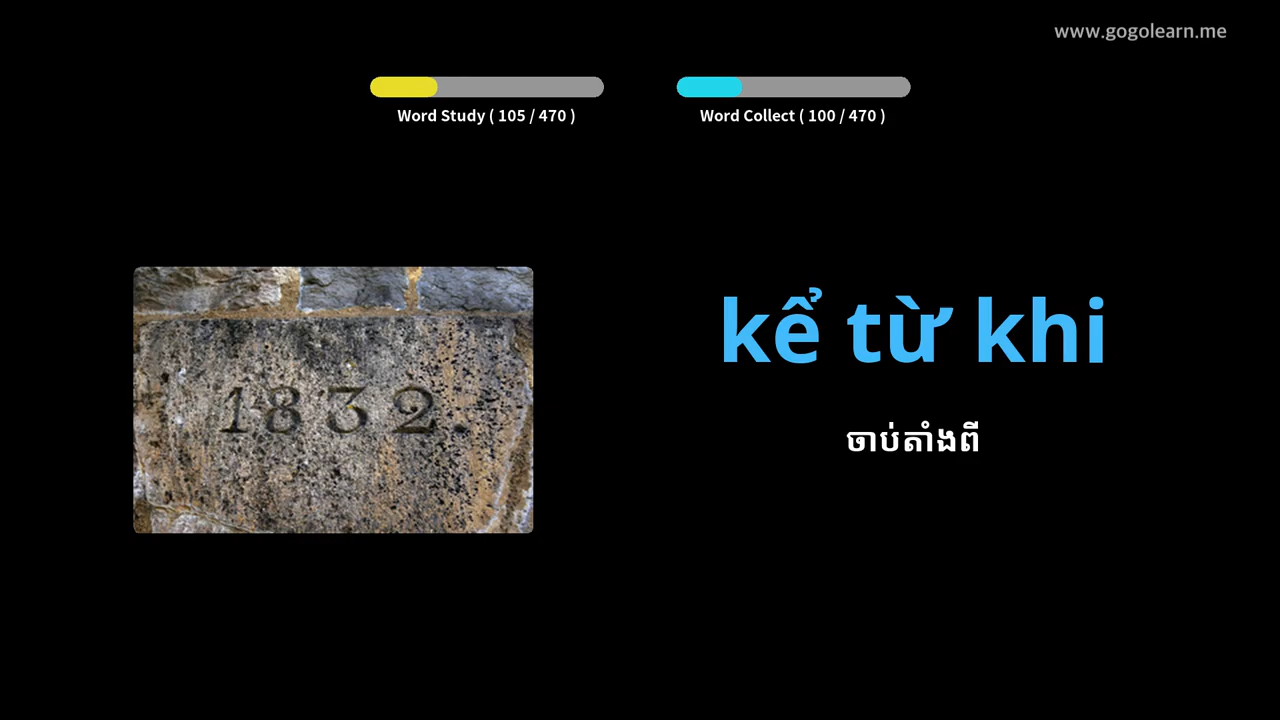 www.gogolearn.me
Word Study ( 105 / 470 )
Word Collect ( 100 / 470 )
1832.
kể từ khi
ចាប់តាំងពី